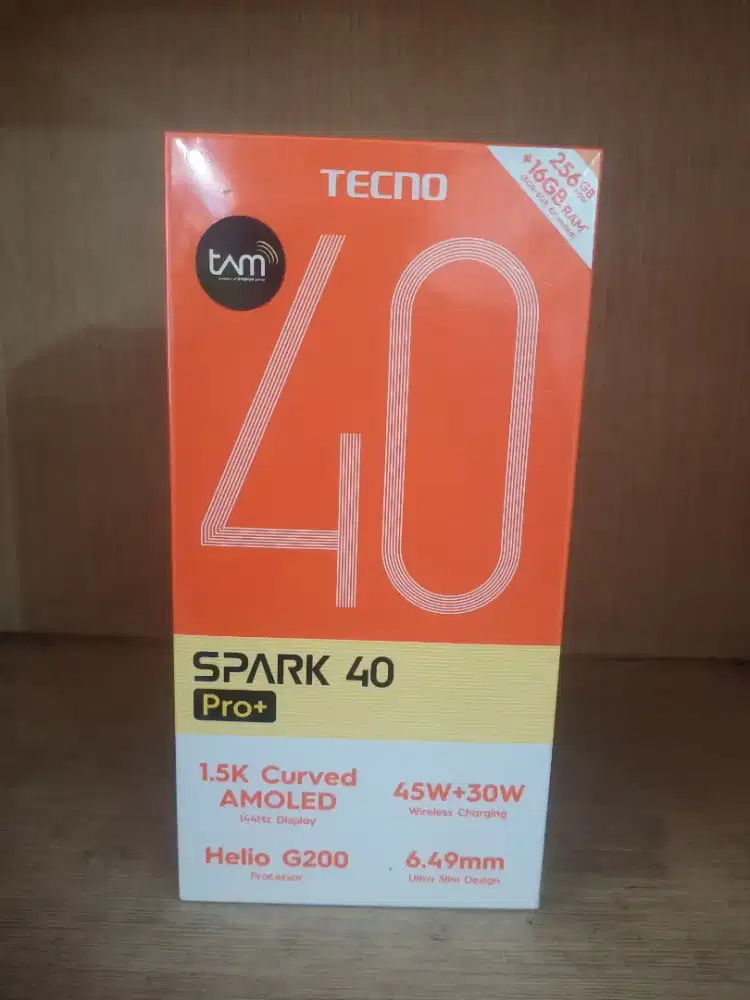 TECNO
256GB
ROM
+16GB RAM*
tam
40
SPARK 40
Pro+
1.5K Curved
AMOLED
144Hz Display
45W+30W
Wireless Charging
Helio G200
Processor
6.49mm
Ultra Slim Design